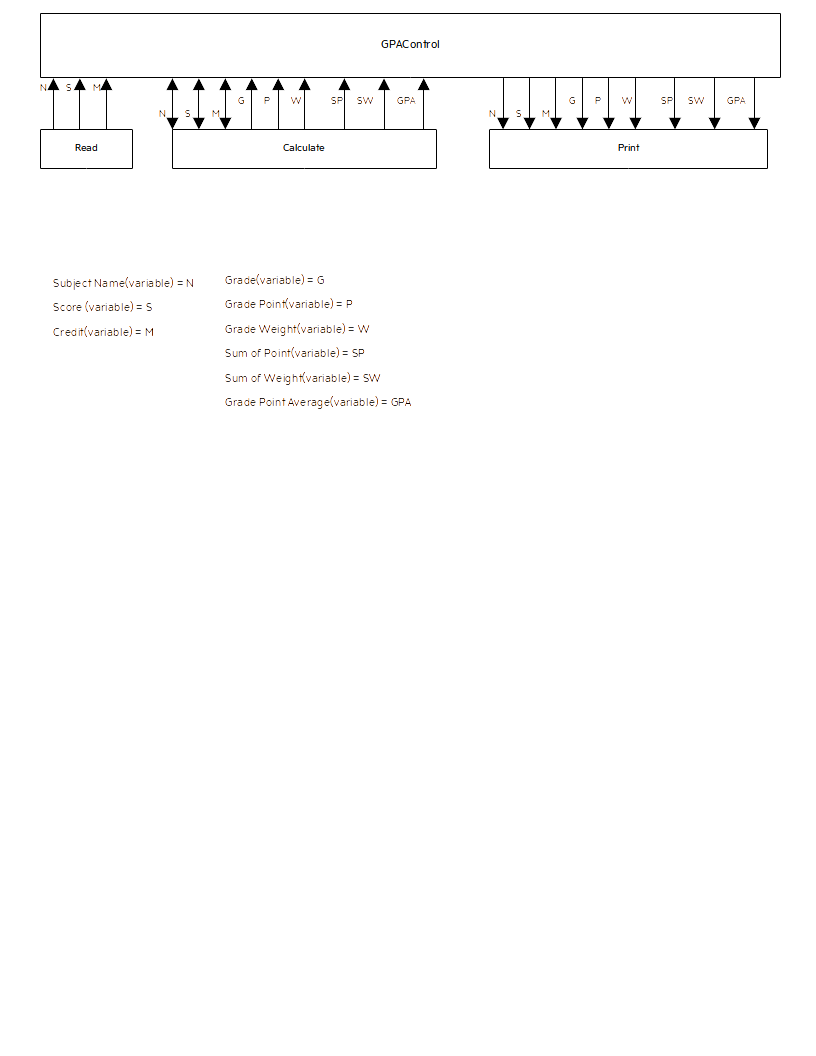 GPAControl
N S M
G P W SP SW GPA
G P W SP SW GPA
N S M
N S M
Read
Calculate
Print
Subject Name(variable) = N
Score (variable) = S
Credit(variable) = M
Grade(variable) = G
Grade Point(variable) = P
Grade Weight(variable) = W
Sum of Point(variable) = SP
Sum of Weight(variable) = SW
Grade Point Average(variable) = GPA